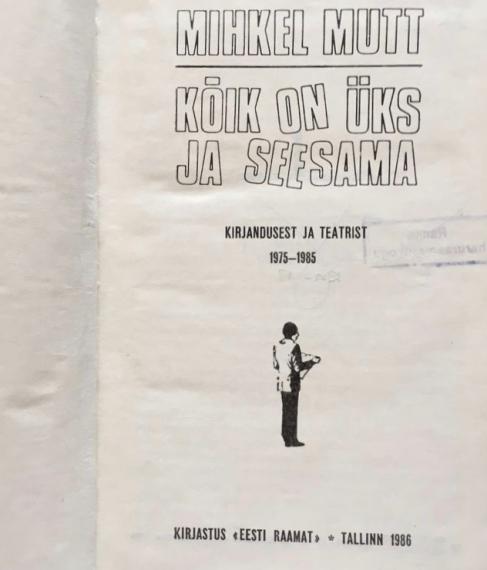 MIHKEL MUTT
KÕIK ON ÜKS
JA SEESAMA
KIRJANDUSEST JA TEATRIST
1975—1985
KIRJASTUS «EESTI RAAMAT» * TALLINN 1986